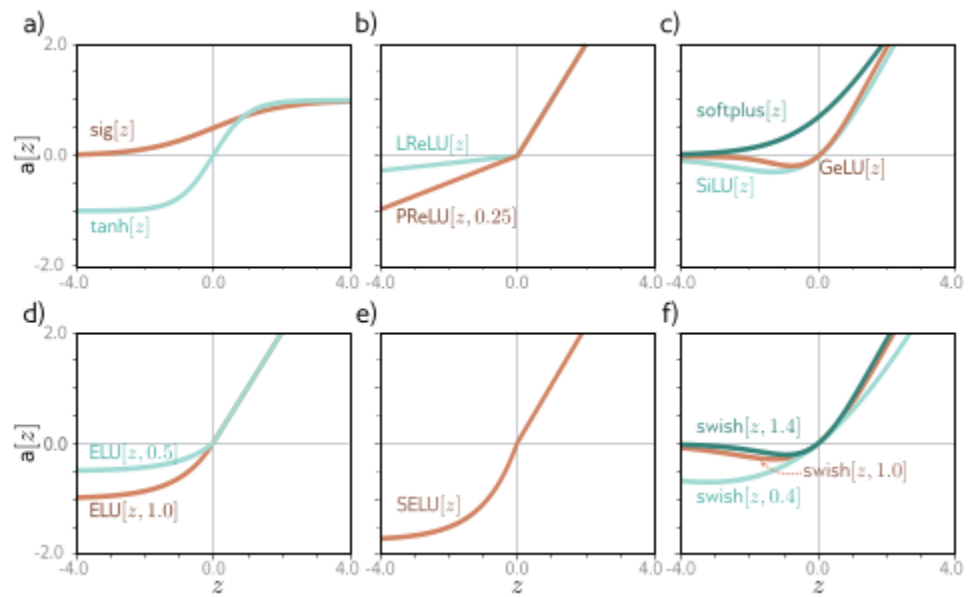 a)
b)
c)
2.0
sig[z]
LReLU[z]
softplus[z]
a[z]
0.0
GeLU[z]
SiLU[z]
tanh[z]
PReLU[z, 0.25]
-2.0
-4.0 0.0 4.0 -4.0 0.0 4.0 -4.0 0.0 4.0
d)
e)
f)
2.0
ELU[z, 0.5]
swish[z, 1.4]
a[z]
0.0
swish[z, 1.0]
ELU[z, 1.0]
SELU[z]
swish[z, 0.4]
-2.0
-4.0 0.0 4.0 -4.0 0.0 4.0 -4.0 0.0 4.0
z
z
z